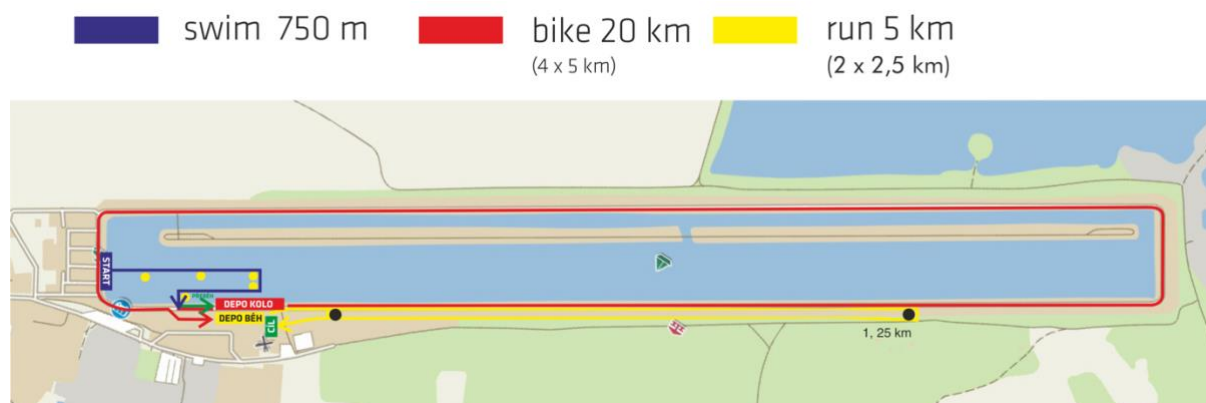 swim 750 m
bike 20 km
(4 x 5 km)
run 5 km
(2 x 2,5 km)
START
DEPO KOLO
DEPO BĚH
CÍL
1, 25 km